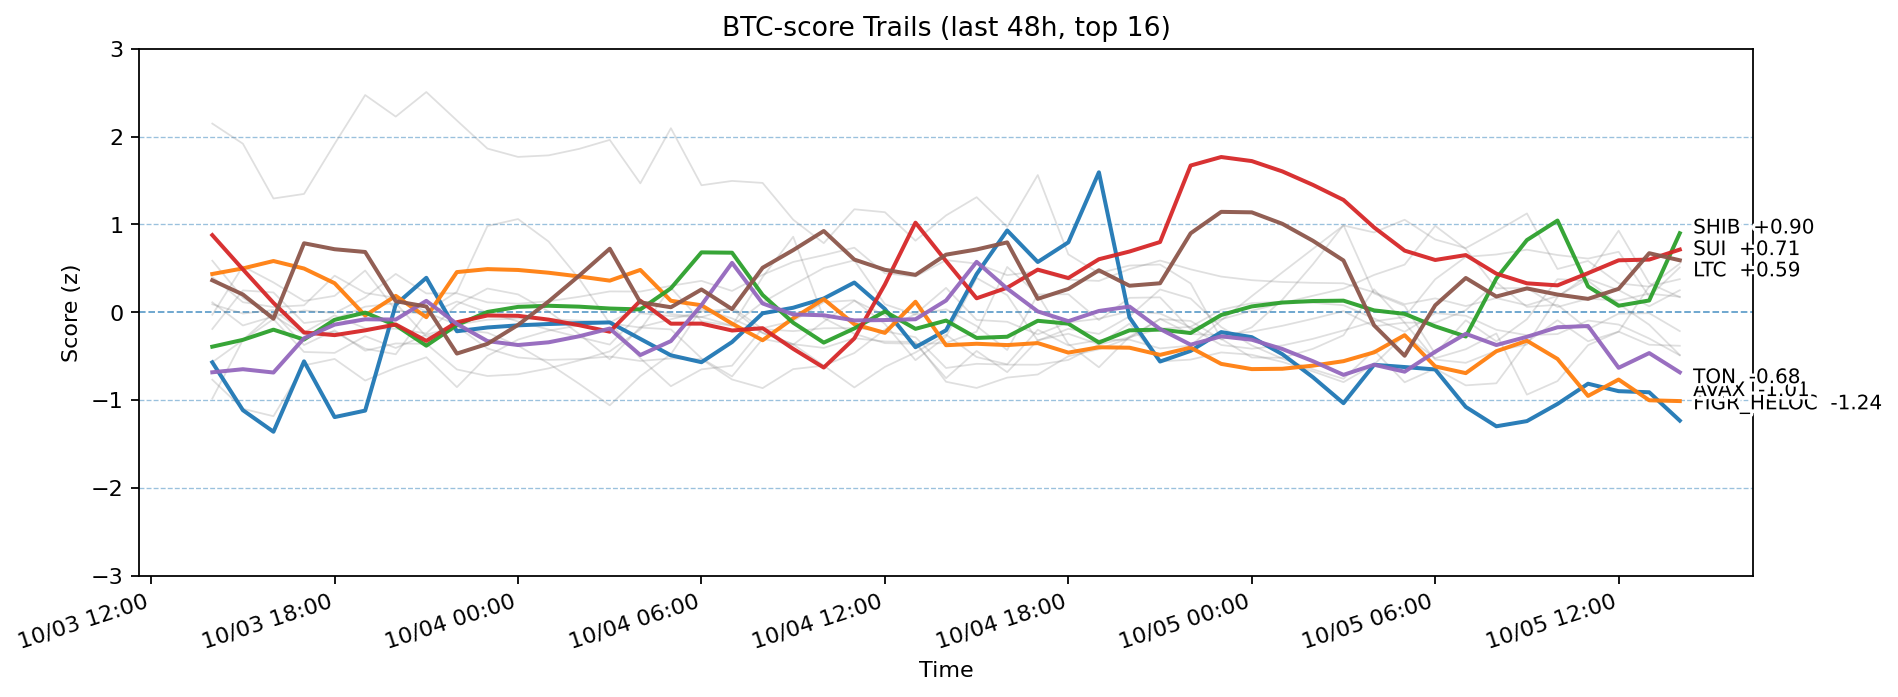 BTC-score Trails (last 48h, top 16)
3
2
1
0
−1
−2
−3
Score (z)
SHIB +0.90
SUI +0.71
LTC +0.59
TON -0.68
AVAX -1.01
FIGR_HELOC -1.24
10/03 12:00
10/03 18:00
10/04 00:00
10/04 06:00
10/04 12:00
10/04 18:00
10/05 00:00
10/05 06:00
10/05 12:00
Time